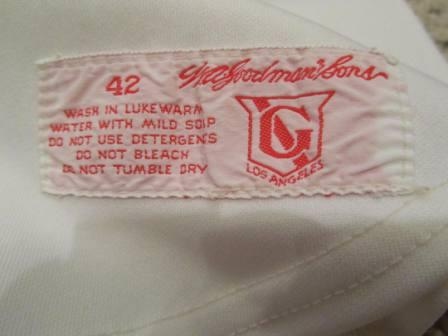 42
Wm. Goodman & Sons
WASH IN LUKEWARM
WATER WITH MILD SOAP
DO NOT USE DETERGENTS
DO NOT BLEACH
DO NOT TUMBLE DRY
G
LOS ANGELES